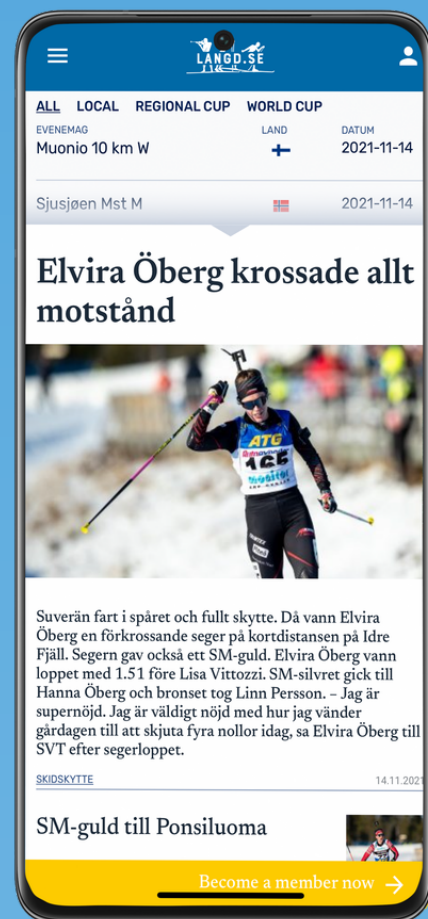 LANGD.SE
ALL LOCAL REGIONAL CUP WORLD CUP
EVENEMAG LAND DATUM
Muonio 10 km W 2021-11-14
Sjusjøen Mst M 2021-11-14
Elvira Öberg krossade allt
motstånd
ATG
165
Suverän fart i spåret och fullt skytte. Då vann Elvira
Öberg en förkrossande seger på kortdistansen på Idre
Fjäll. Segern gav också ett SM-guld. Elvira Öberg vann
loppet med 1.51 före Lisa Vittozzi. SM-silvret gick till
Hanna Öberg och bronset tog Linn Persson. – Jag är
supernöjd. Jag är väldigt nöjd med hur jag vänder
gårdagen till att skjuta fyra nollor idag, sa Elvira Öberg till
SVT efter segerloppet.
SKIDSKYTTE 14.11.2021
SM-guld till Ponsiluoma
Become a member now